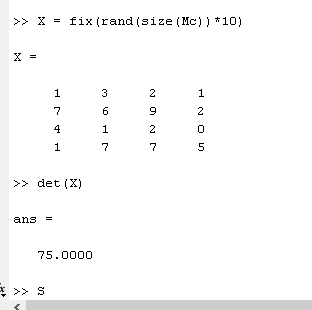 >> X = fix(rand(size(Mc))*10)
X =
1 3 2 1
7 6 9 2
4 1 2 0
1 7 7 5
>> det(X)
ans =
75.0000
>> S